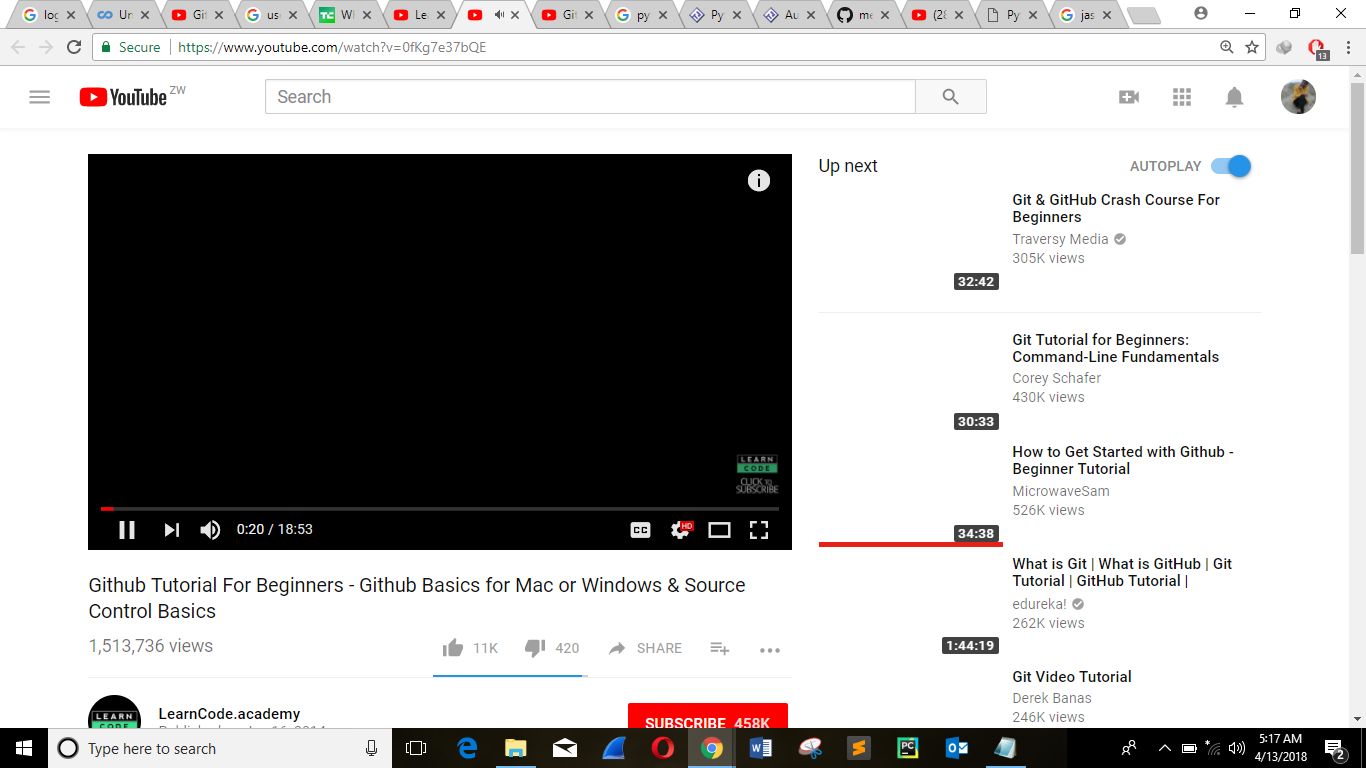 log
Ur
Git
us
Wl
Le
Git
py
Py
Au
me
(28
Py
jas
Secure
https://www.youtube.com/watch?v=0fKg7e37bQE
13
YouTube ZW
Search
LEARN
CODE
CLICK TO
SUBSCRIBE
0:20 / 18:53
CC
HD
Github Tutorial For Beginners - Github Basics for Mac or Windows & Source
Control Basics
1,513,736 views
11K
420
SHARE
LEARN
CODE
LearnCode.academy
SUBSCRIBE 458K
Up next
AUTOPLAY
Git & GitHub Crash Course For
Beginners
Traversy Media
305K views
32:42
Git Tutorial for Beginners:
Command-Line Fundamentals
Corey Schafer
430K views
30:33
How to Get Started with Github -
Beginner Tutorial
MicrowaveSam
526K views
34:38
What is Git | What is GitHub | Git
Tutorial | GitHub Tutorial |
edureka!
262K views
1:44:19
Git Video Tutorial
Derek Banas
246K views
Type here to search
5:17 AM
4/13/2018
2